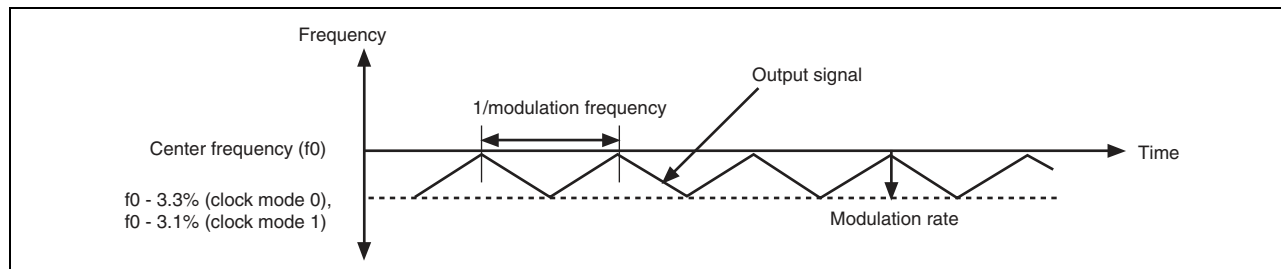 Frequency
Output signal
1/modulation frequency
Center frequency (f0)
Time
f0 - 3.3% (clock mode 0),
f0 - 3.1% (clock mode 1)
Modulation rate